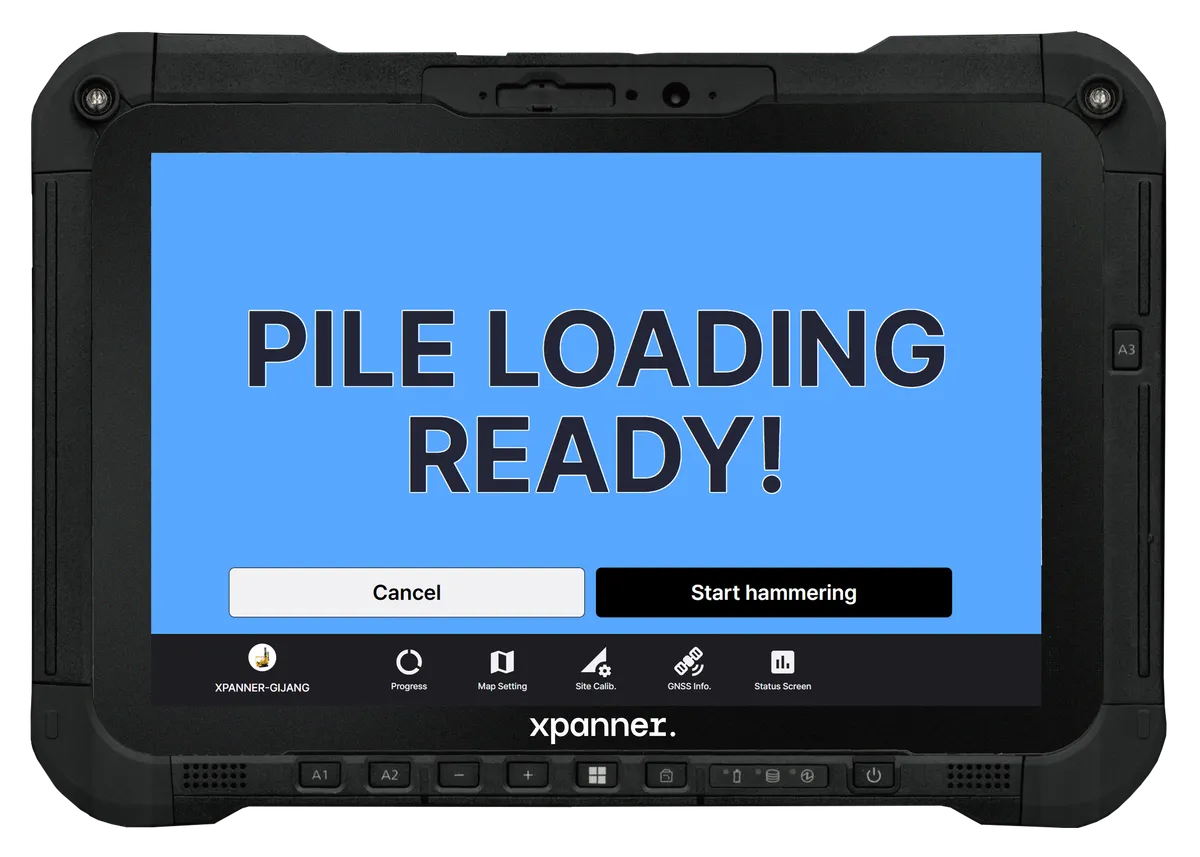 PILE LOADING
READY!
Cancel
Start hammering
XPANNER-GIJANG
Progress
Map Setting
Site Calib.
GNSS Info.
Status Screen
xpanner.
A3
A1
A2
−
+